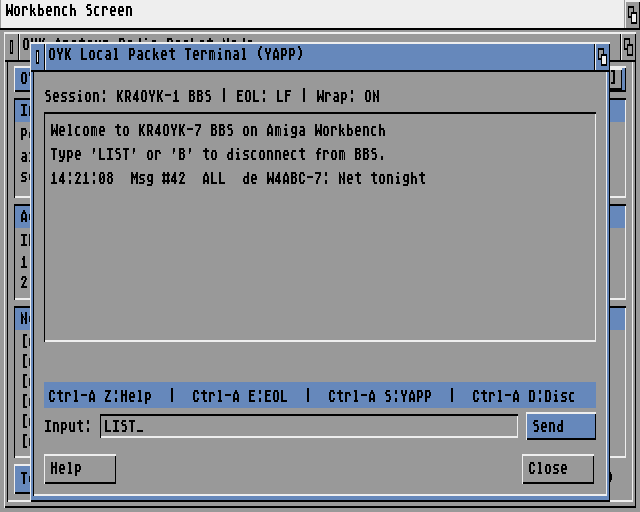 Workbench Screen
OYK Local Packet Terminal (YAPP)
Session: KR4OYK-1 BBS | EOL: LF | Wrap: ON
Welcome to KR4OYK-7 BBS on Amiga Workbench
Type 'LIST' or 'B' to disconnect from BBS.
14:21:08 Msg #42 ALL de W4ABC-7: Net tonight
Ctrl-A Z:Help | Ctrl-A E:EOL | Ctrl-A S:YAPP | Ctrl-A D:Disc
Input: LIST_ Send
Help Close